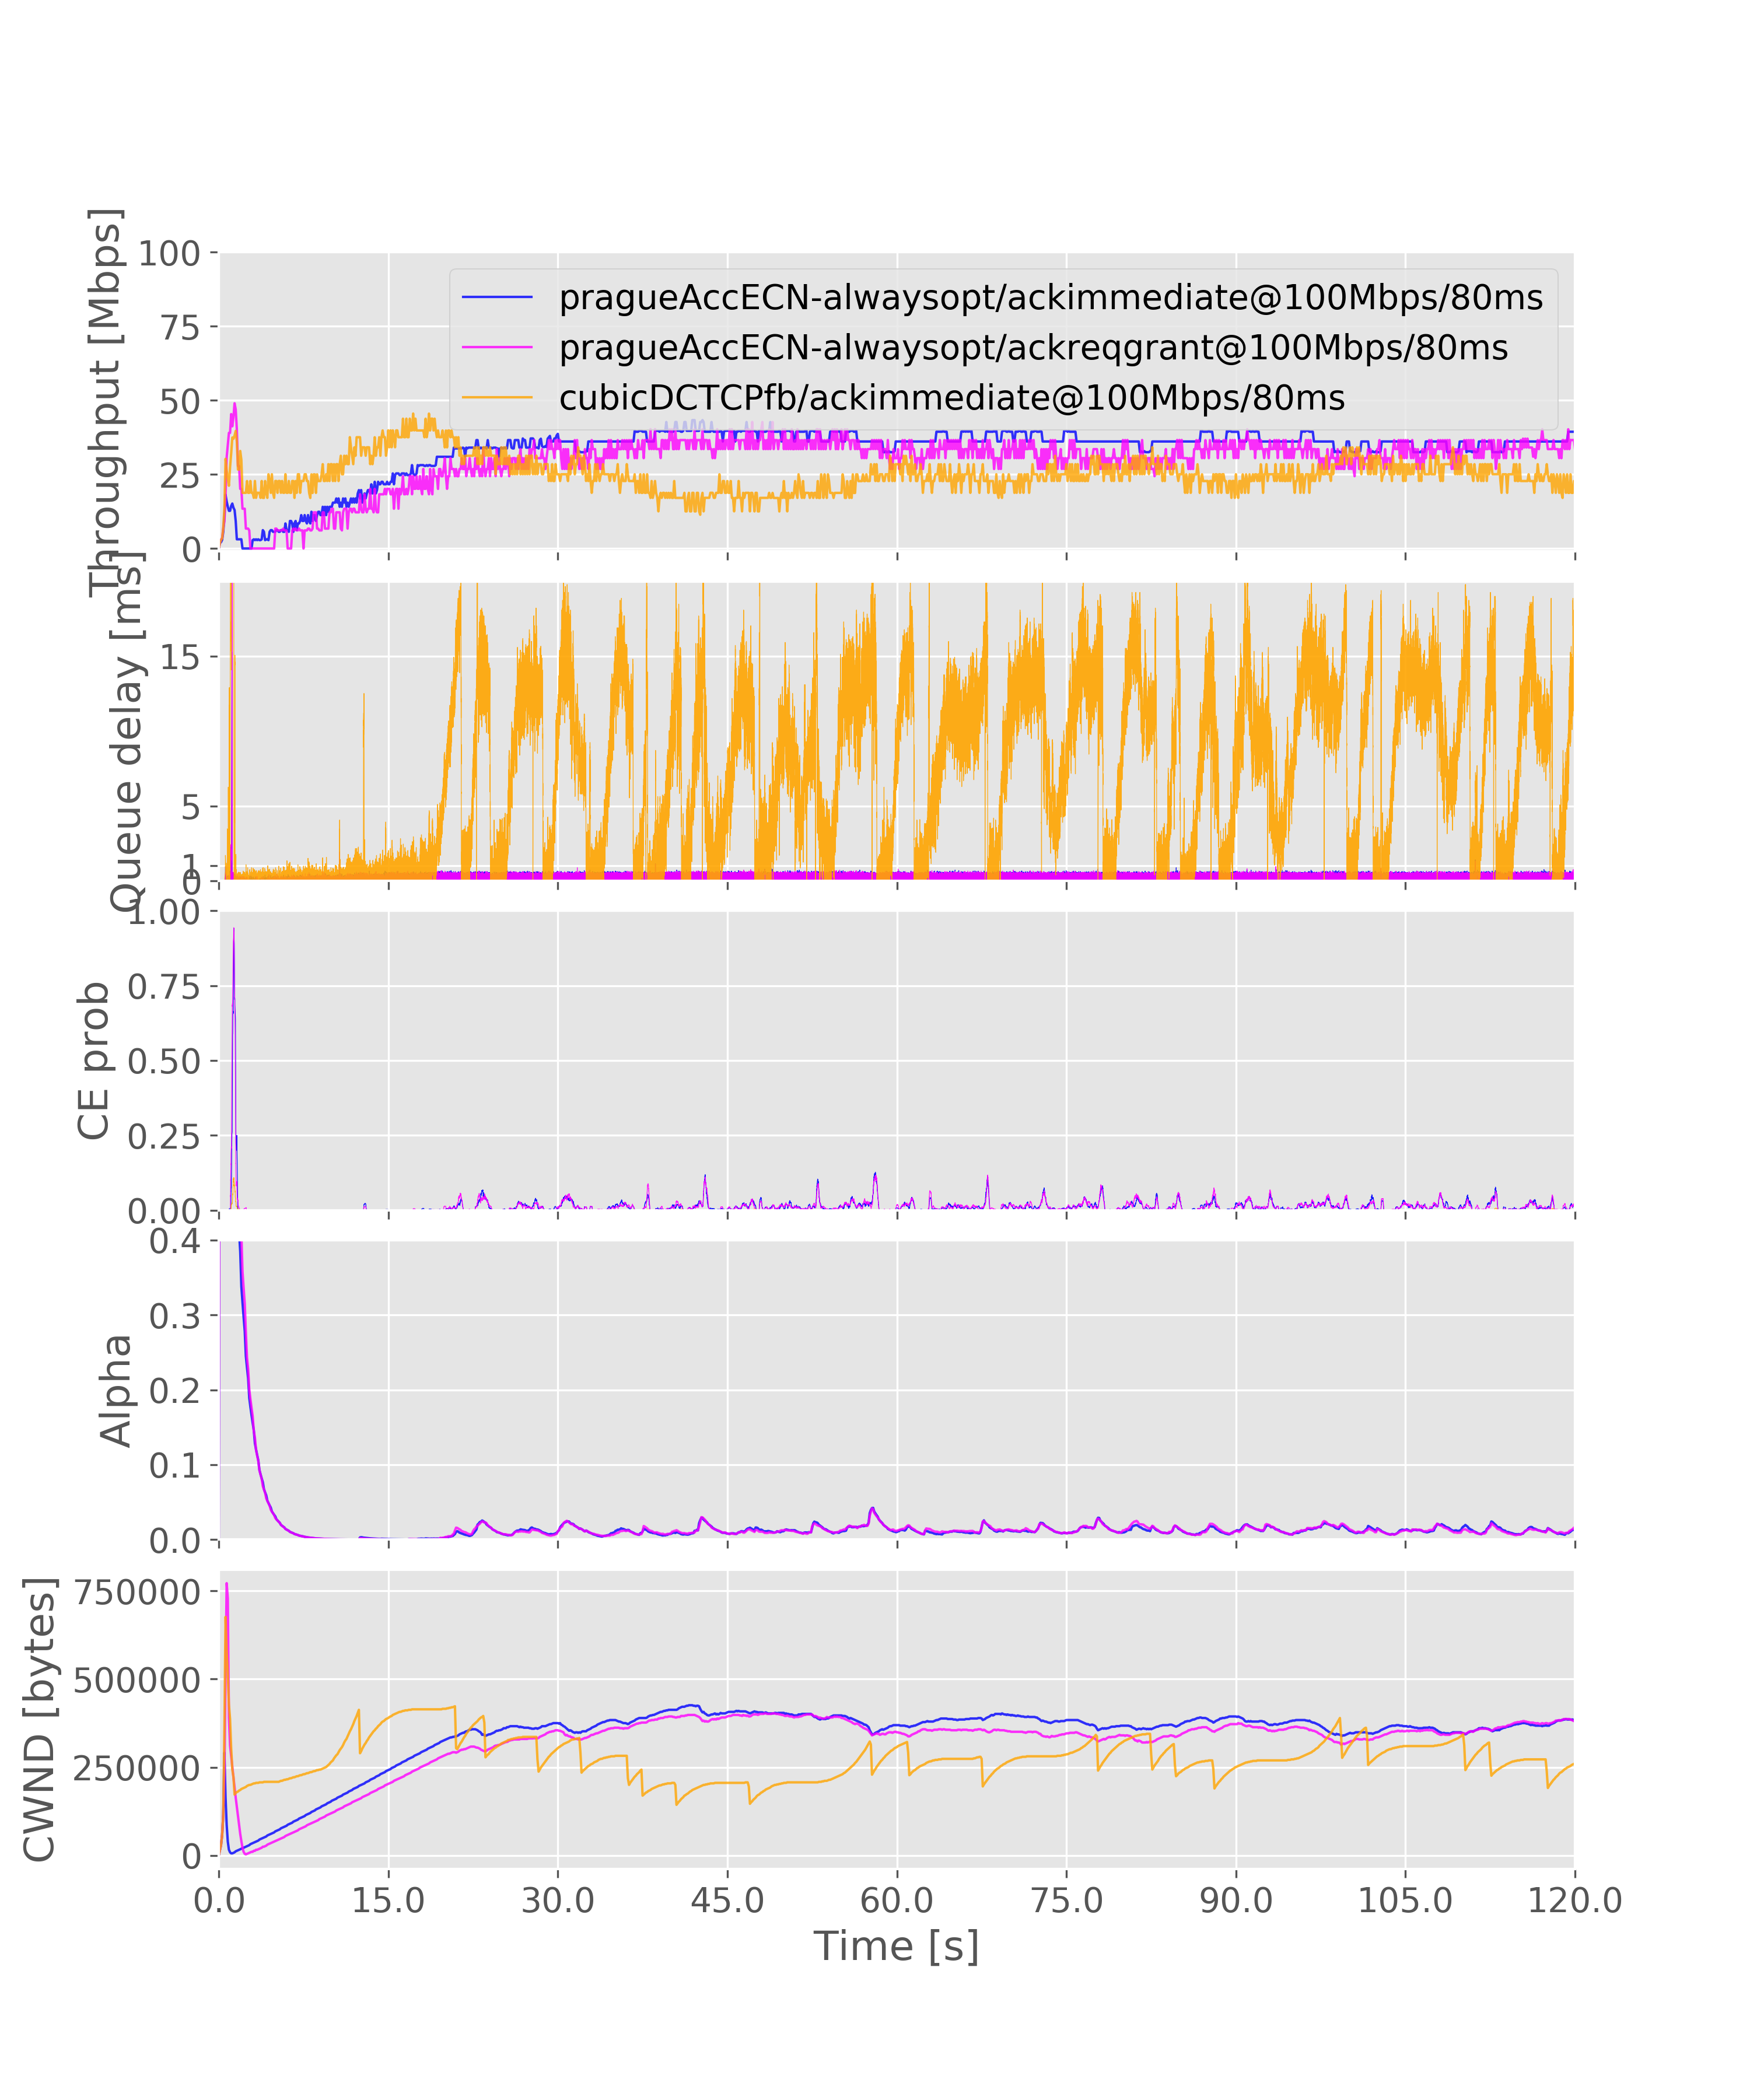 Throughput [Mbps]
100
75
50
25
0
pragueAccECN-alwaysopt/ackimmediate@100Mbps/80ms
pragueAccECN-alwaysopt/ackreqgrant@100Mbps/80ms
cubicDCTCPfb/ackimmediate@100Mbps/80ms
Queue delay [ms]
15
5
1
0
CE prob
1.00
0.75
0.50
0.25
0.00
Alpha
0.4
0.3
0.2
0.1
0.0
CWND [bytes]
750000
500000
250000
0
0.0 15.0 30.0 45.0 60.0 75.0 90.0 105.0 120.0
Time [s]